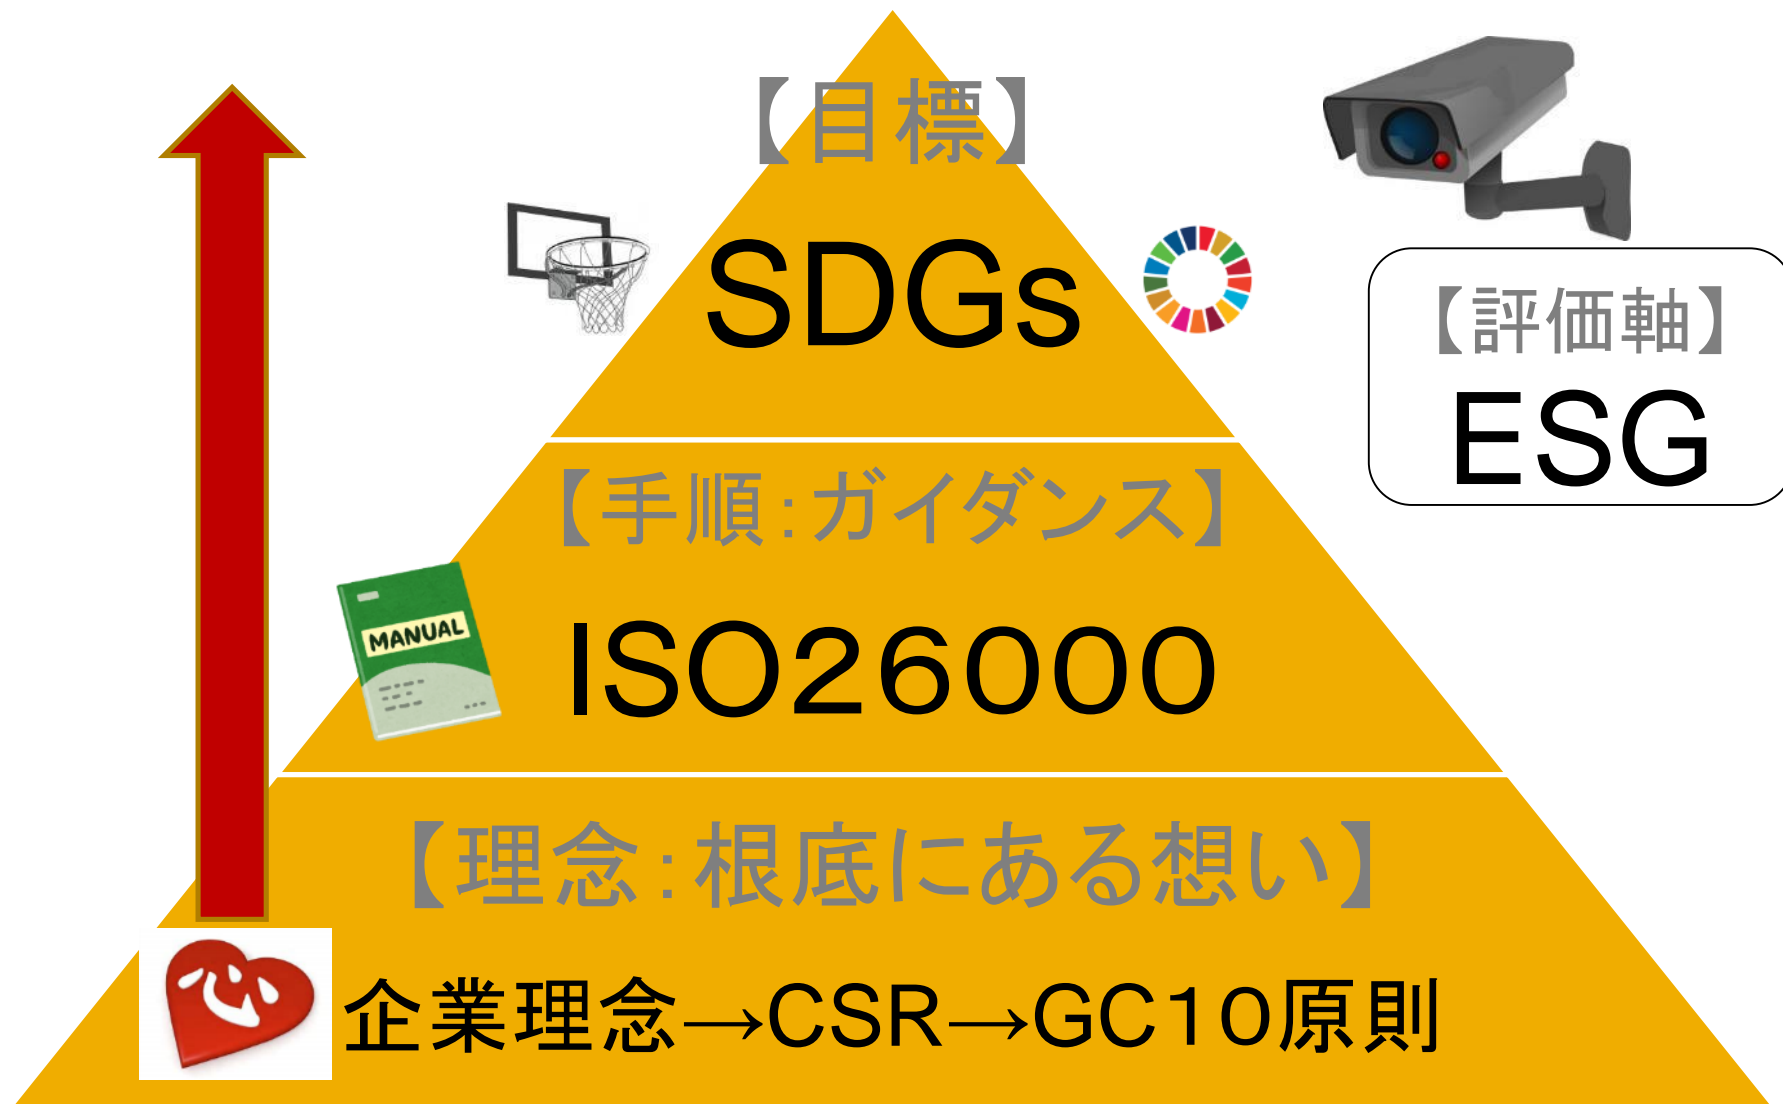 【目標】
SDGs
【評価軸】
ESG
【手順:ガイダンス】
MANUAL
ISO26000
【理念:根底にある想い】
心
企業理念→CSR→GC10原則